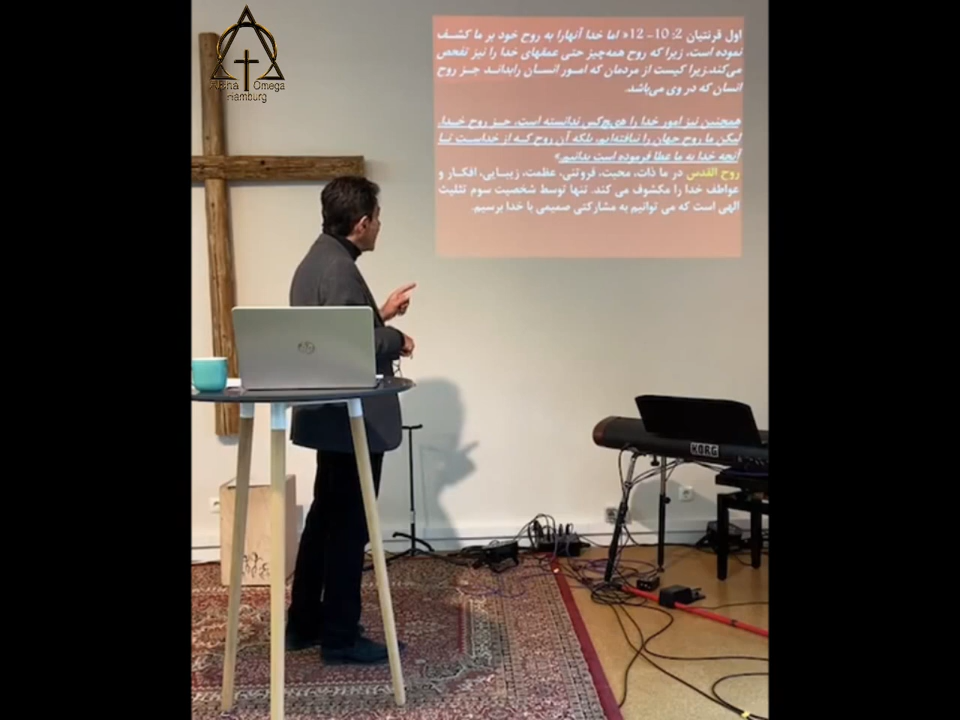 Alpha Omega
Hamburg
اول قرنتیان 2: 10- 12« اما خدا آنهارا به روح خود بر ما کشف
نموده است، زیرا که روح همه‌چیز حتی عمقهای خدا را نیز تفحص
می‌کند.زیرا کیست از مردمان که امور انسان رابداند جز روح
انسان که در وی می‌باشد.
همچنین نیز امور خدا را هیچ‌کس ندانسته است، جز روح خدا.
لیکن ما روح جهان را نیافته‌ایم، بلکه آن روح که از خداست تا
آنچه خدا به ما عطا فرموده است بدانیم.»
روح القدس در ما ذات، محبت، فروتنی، عظمت، زیبایی، افکار و
عواطف خدا را مکشوف می کند. تنها توسط شخصیت سوم تثلیث
الهی است که می توانیم به مشارکتی صمیمی با خدا برسیم.
hp
KORG